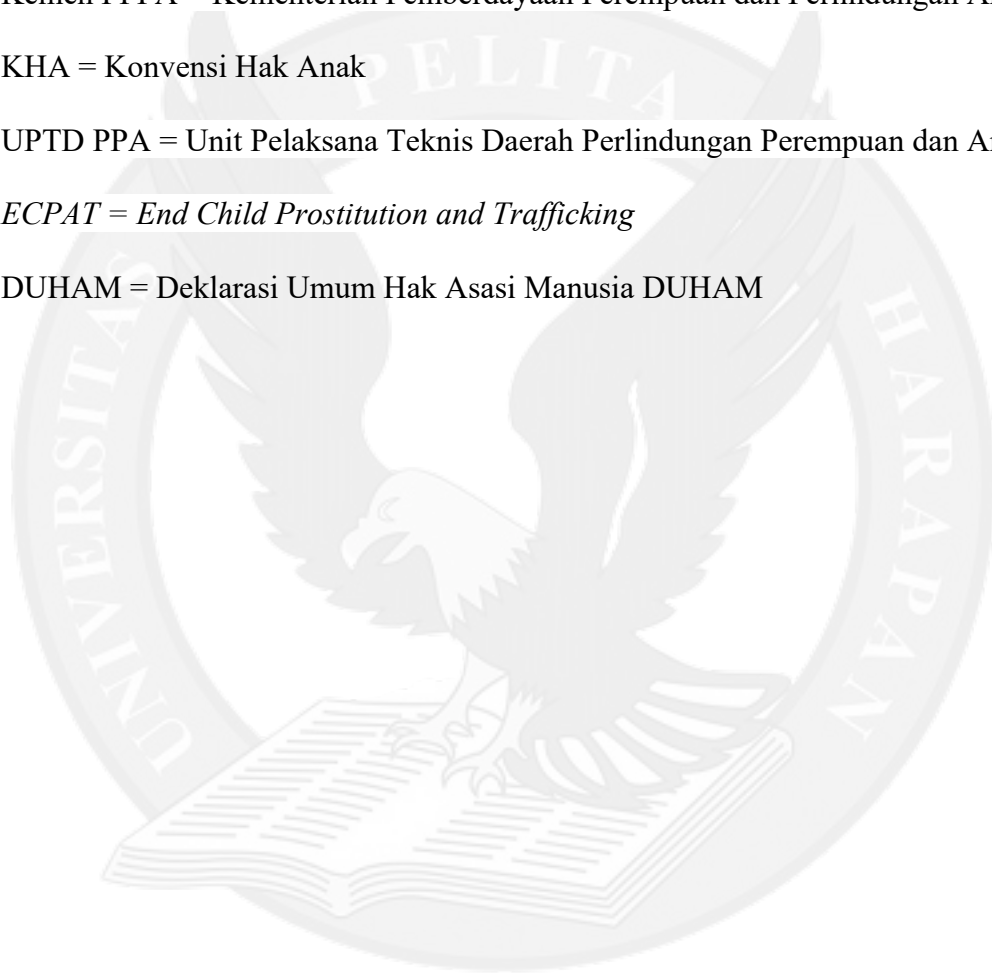 Kemen PPPA = Kementerian Pemberdayaan Perempuan dan Perlindungan
KHA = Konvensi Hak Anak
UPTD PPA = Unit Pelaksana Teknis Daerah Perlindungan Perempuan dan
ECPAT = End Child Prostitution and Trafficking
DUHAM = Deklarasi Umum Hak Asasi Manusia DUHAM
UNIVERSITAS PELITA HARAPAN